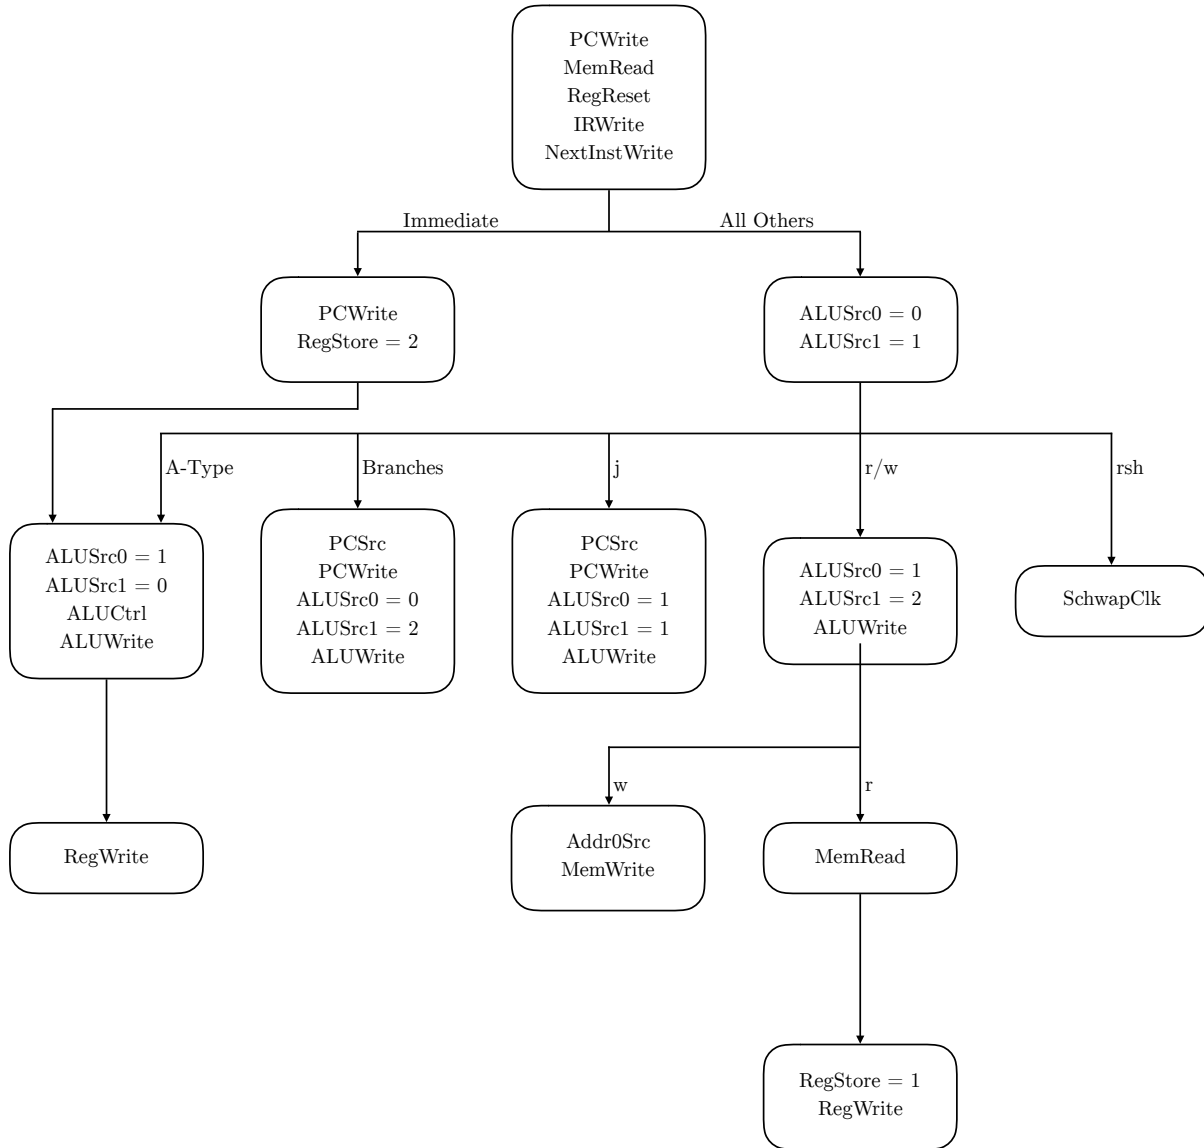 PCWrite
MemRead
RegReset
IRWrite
NextInstWrite
Immediate
All Others
PCWrite
RegStore = 2
ALUSrc0 = 0
ALUSrc1 = 1
A-Type
Branches
j
r/w
rsh
ALUSrc0 = 1
ALUSrc1 = 0
ALUCtrl
ALUWrite
PCSrc
PCWrite
ALUSrc0 = 0
ALUSrc1 = 2
ALUWrite
PCSrc
PCWrite
ALUSrc0 = 1
ALUSrc1 = 1
ALUWrite
ALUSrc0 = 1
ALUSrc1 = 2
ALUWrite
SchwapClk
w
r
RegWrite
Addr0Src
MemWrite
MemRead
RegStore = 1
RegWrite